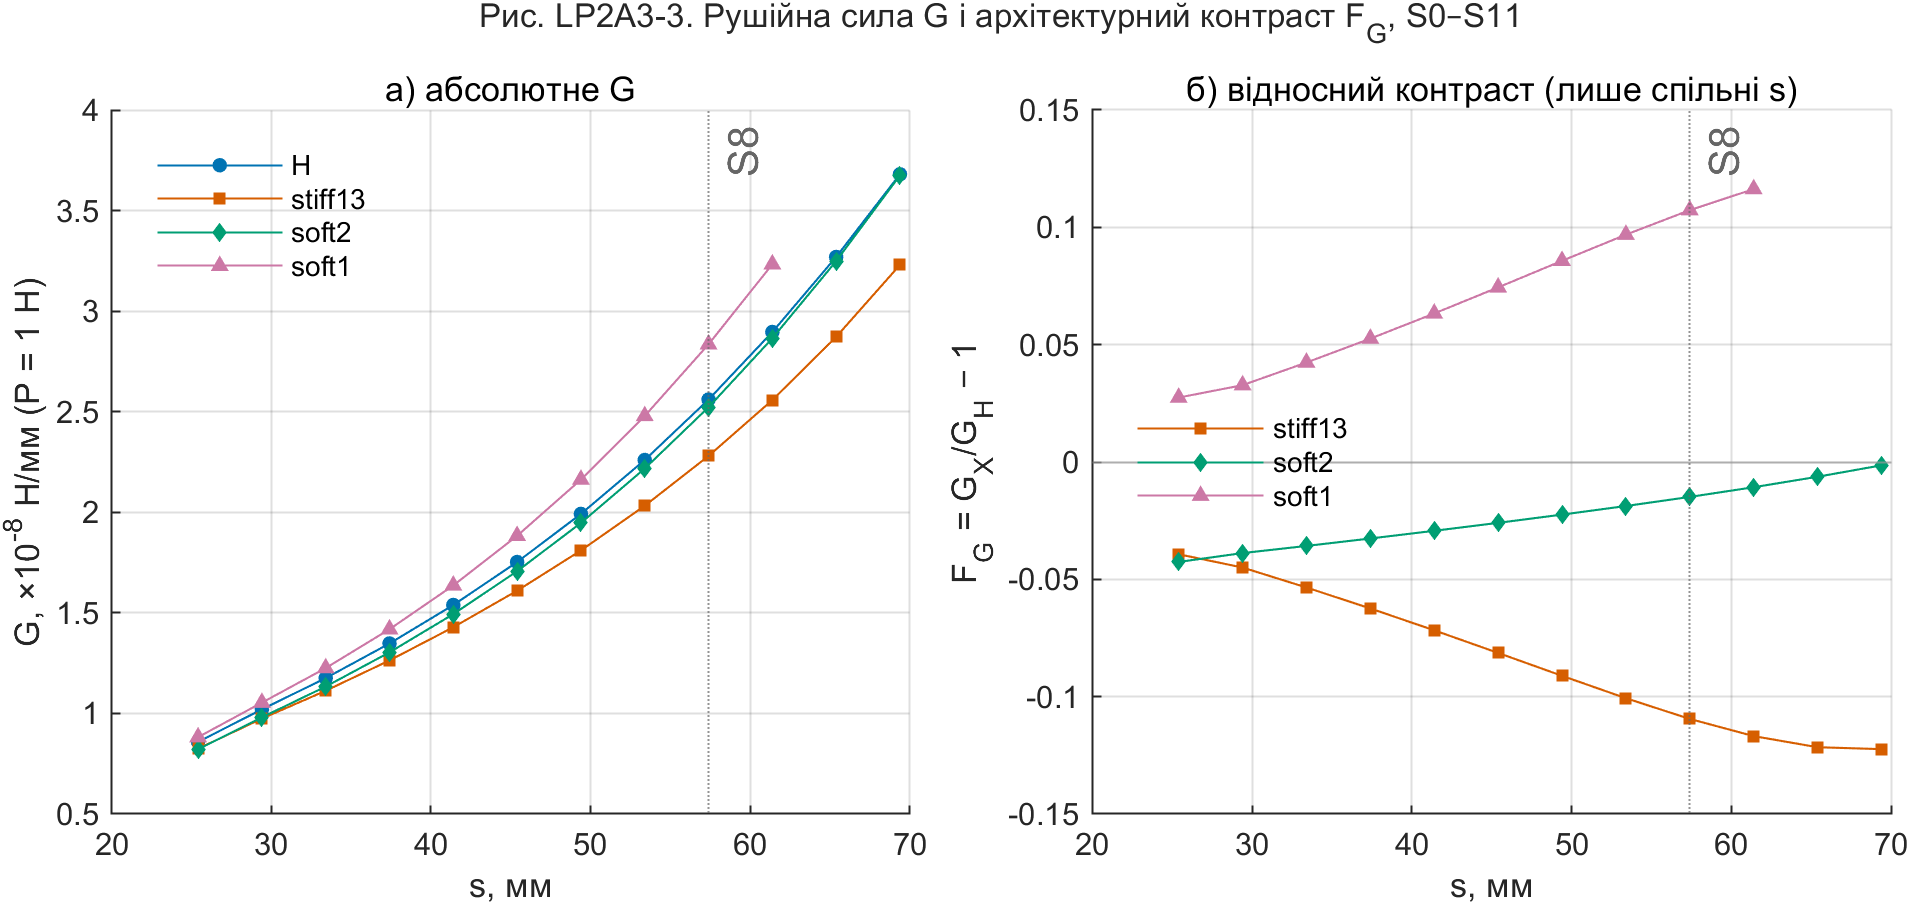 Рис. LP2A3-3. Рушійна сила G і архітектурний контраст F_G, S0–S11
а) абсолютне G
4
3.5
3
2.5
2
1.5
1
0.5
G, ×10^-8 Н/мм (P = 1 Н)
H
stiff13
soft2
soft1
S8
20 30 40 50 60 70
s, мм
б) відносний контраст (лише спільні s)
0.15
0.1
0.05
0
-0.05
-0.1
-0.15
F_G = G_X/G_H − 1
stiff13
soft2
soft1
S8
20 30 40 50 60 70
s, мм